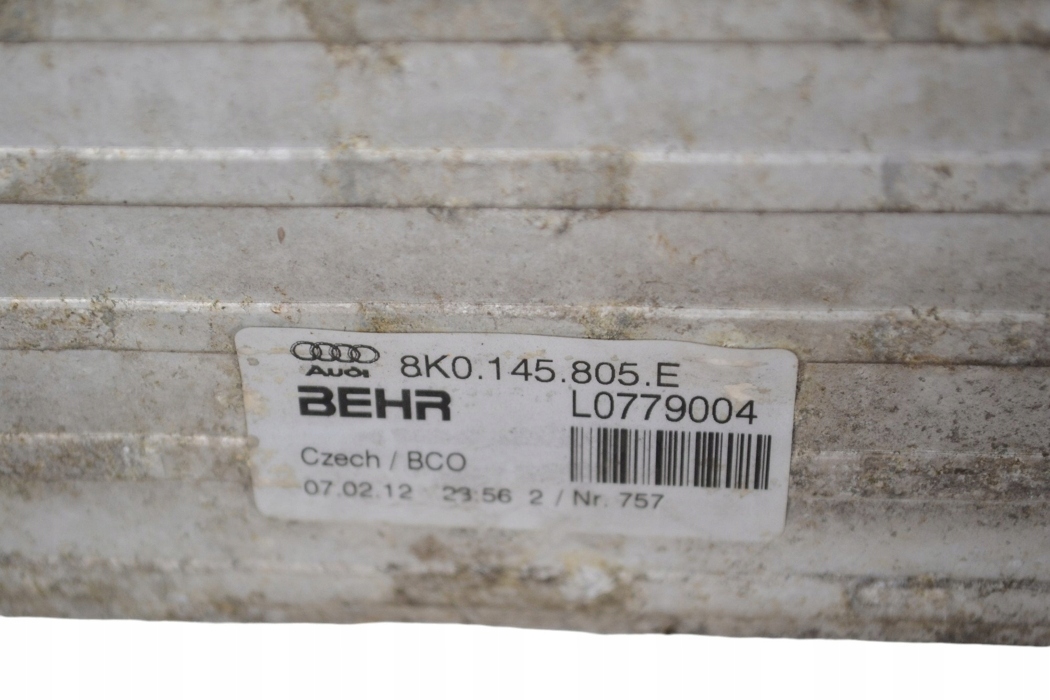 Audi 8K0.145.805.E
BEHR L0779004
Czech / BCO
07.02.12 23:56 2 / Nr. 757